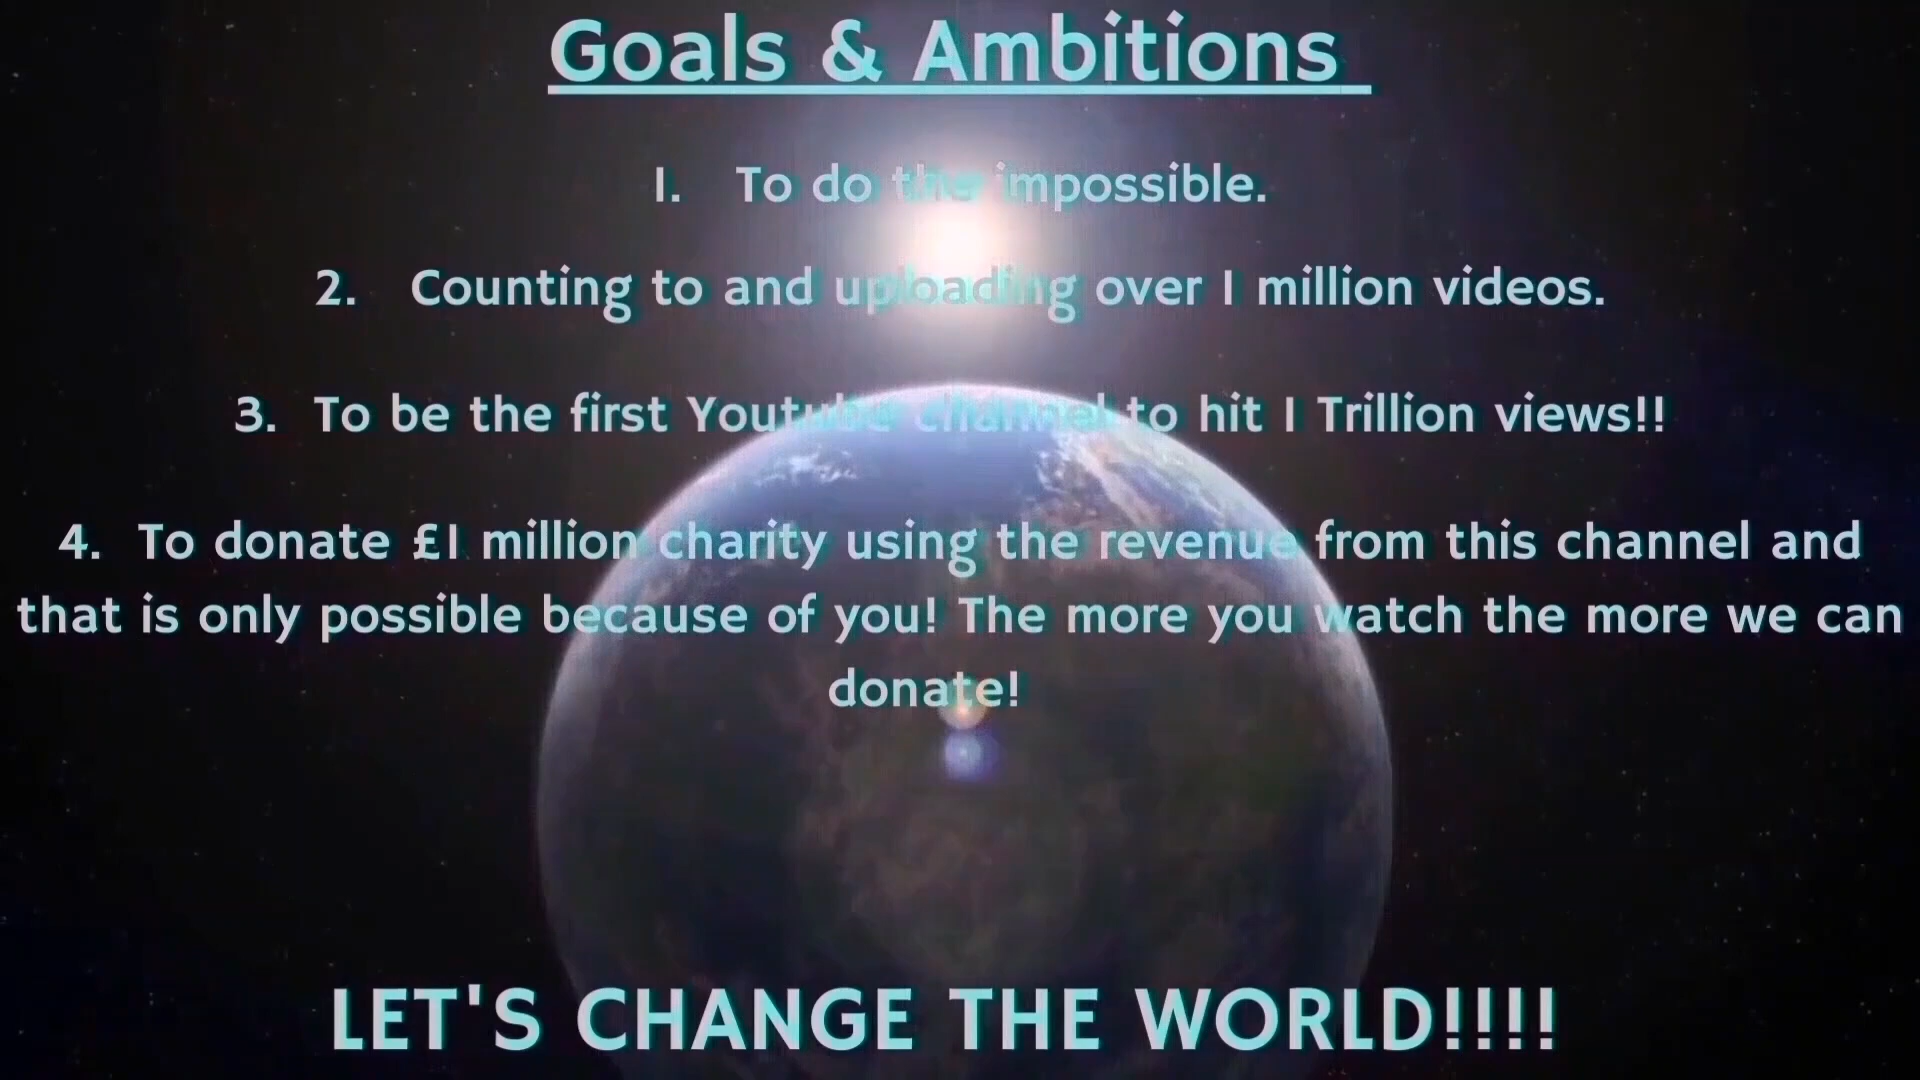 Goals & Ambitions
1. To do the impossible.
2. Counting to and uploading over 1 million videos.
3. To be the first Youtube channel to hit 1 Trillion views!!
4. To donate £1 million charity using the revenue from this channel and
that is only possible because of you! The more you watch the more we can
donate!
LET'S CHANGE THE WORLD!!!!